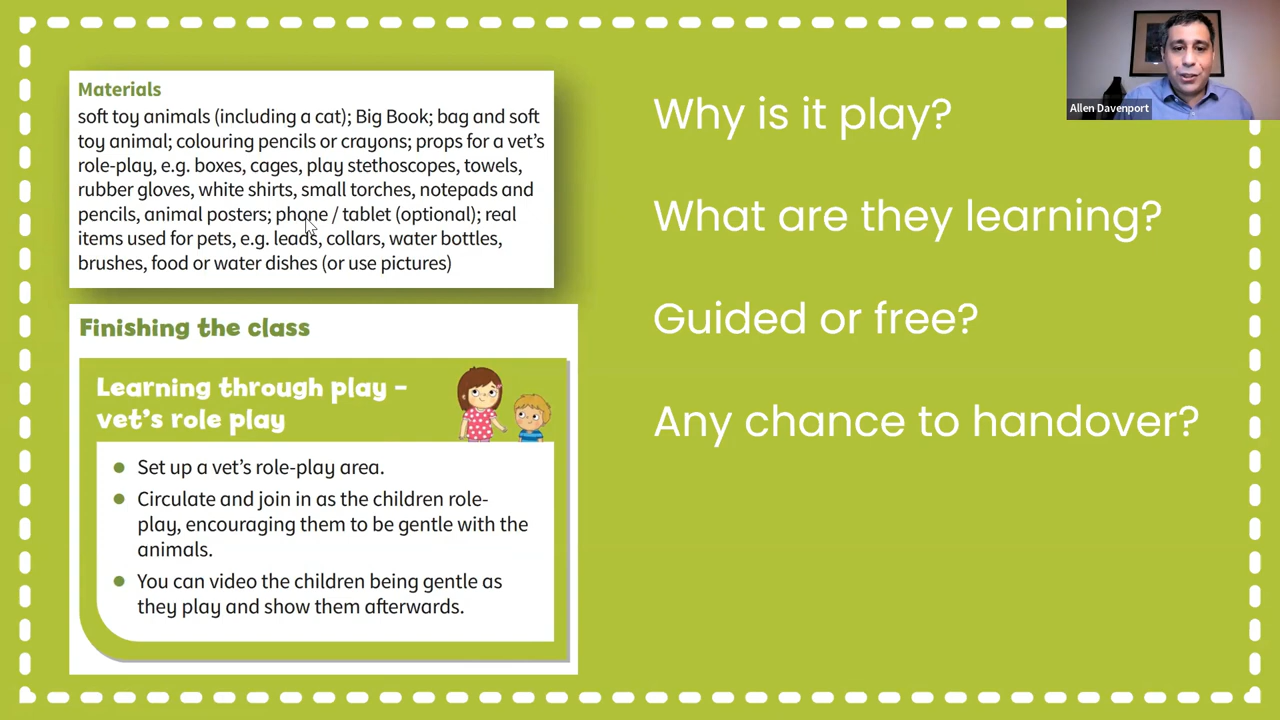 Materials
soft toy animals (including a cat); Big Book; bag and soft
toy animal; colouring pencils or crayons; props for a vet's
role-play, e.g. boxes, cages, play stethoscopes, towels,
rubber gloves, white shirts, small torches, notepads and
pencils, animal posters; phone / tablet (optional); real
items used for pets, e.g. leads, collars, water bottles,
brushes, food or water dishes (or use pictures)
Finishing the class
Learning through play –
vet's role play
Set up a vet's role-play area.
Circulate and join in as the children role-
play, encouraging them to be gentle with the
animals.
You can video the children being gentle as
they play and show them afterwards.
Why is it play?
What are they learning?
Guided or free?
Any chance to handover?
Allen Davenport